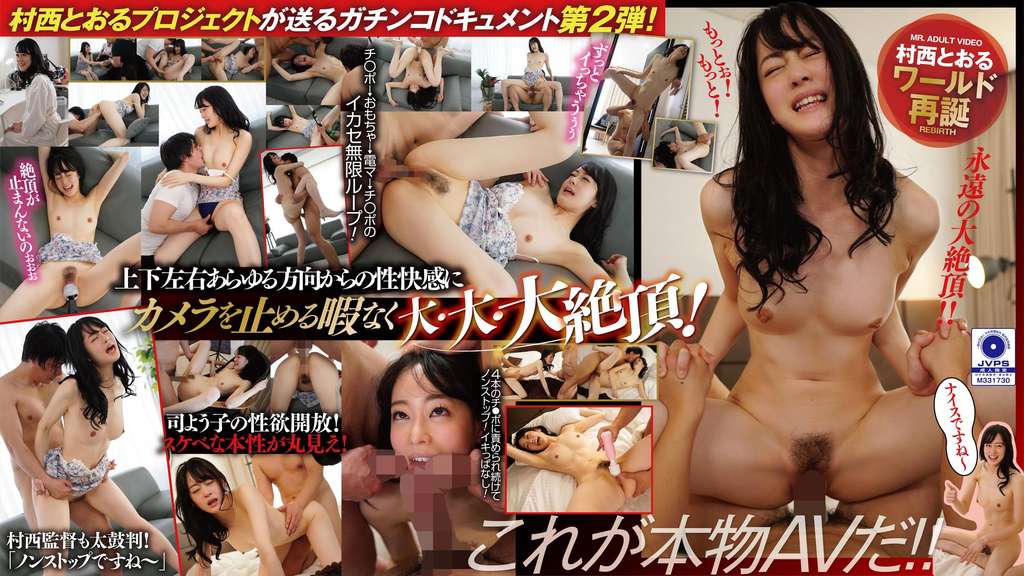 村西とおるプロジェクトが送るガチンコドキュメント第2弾!
MR. ADULT VIDEO
村西とおる
ワールド
再誕
REBIRTH
もっとぉ!
もっと!
ずっと
イっちゃううう
チ〇ポ→おもちゃ→電マ→チ〇ポの
イカセ無限ループ!
絶頂が
止まんないのぉぉ
永遠の大絶頂!!
上下左右あらゆる方向からの性快感に
カメラを止める暇なく大・大・大絶頂!
JVPS
成人指定
M331730
4本のチ●ポに責められ続けて
ノンストップ!イキっぱなし!
司よう子の性欲開放!
スケベな本性が丸見え!
ナイスですね〜
村西監督も太鼓判!
「ノンストップですね〜」
これが本物AVだ!!